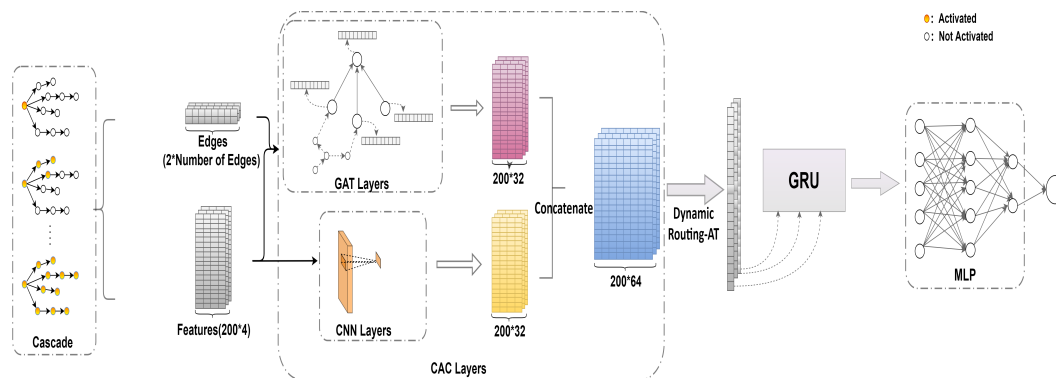 : Activated
: Not Activated
Cascade
Edges
(2*Number of Edges)
Features(200*4)
GAT Layers
CNN Layers
200*32
200*32
Concatenate
200*64
CAC Layers
Dynamic
Routing-AT
GRU
MLP